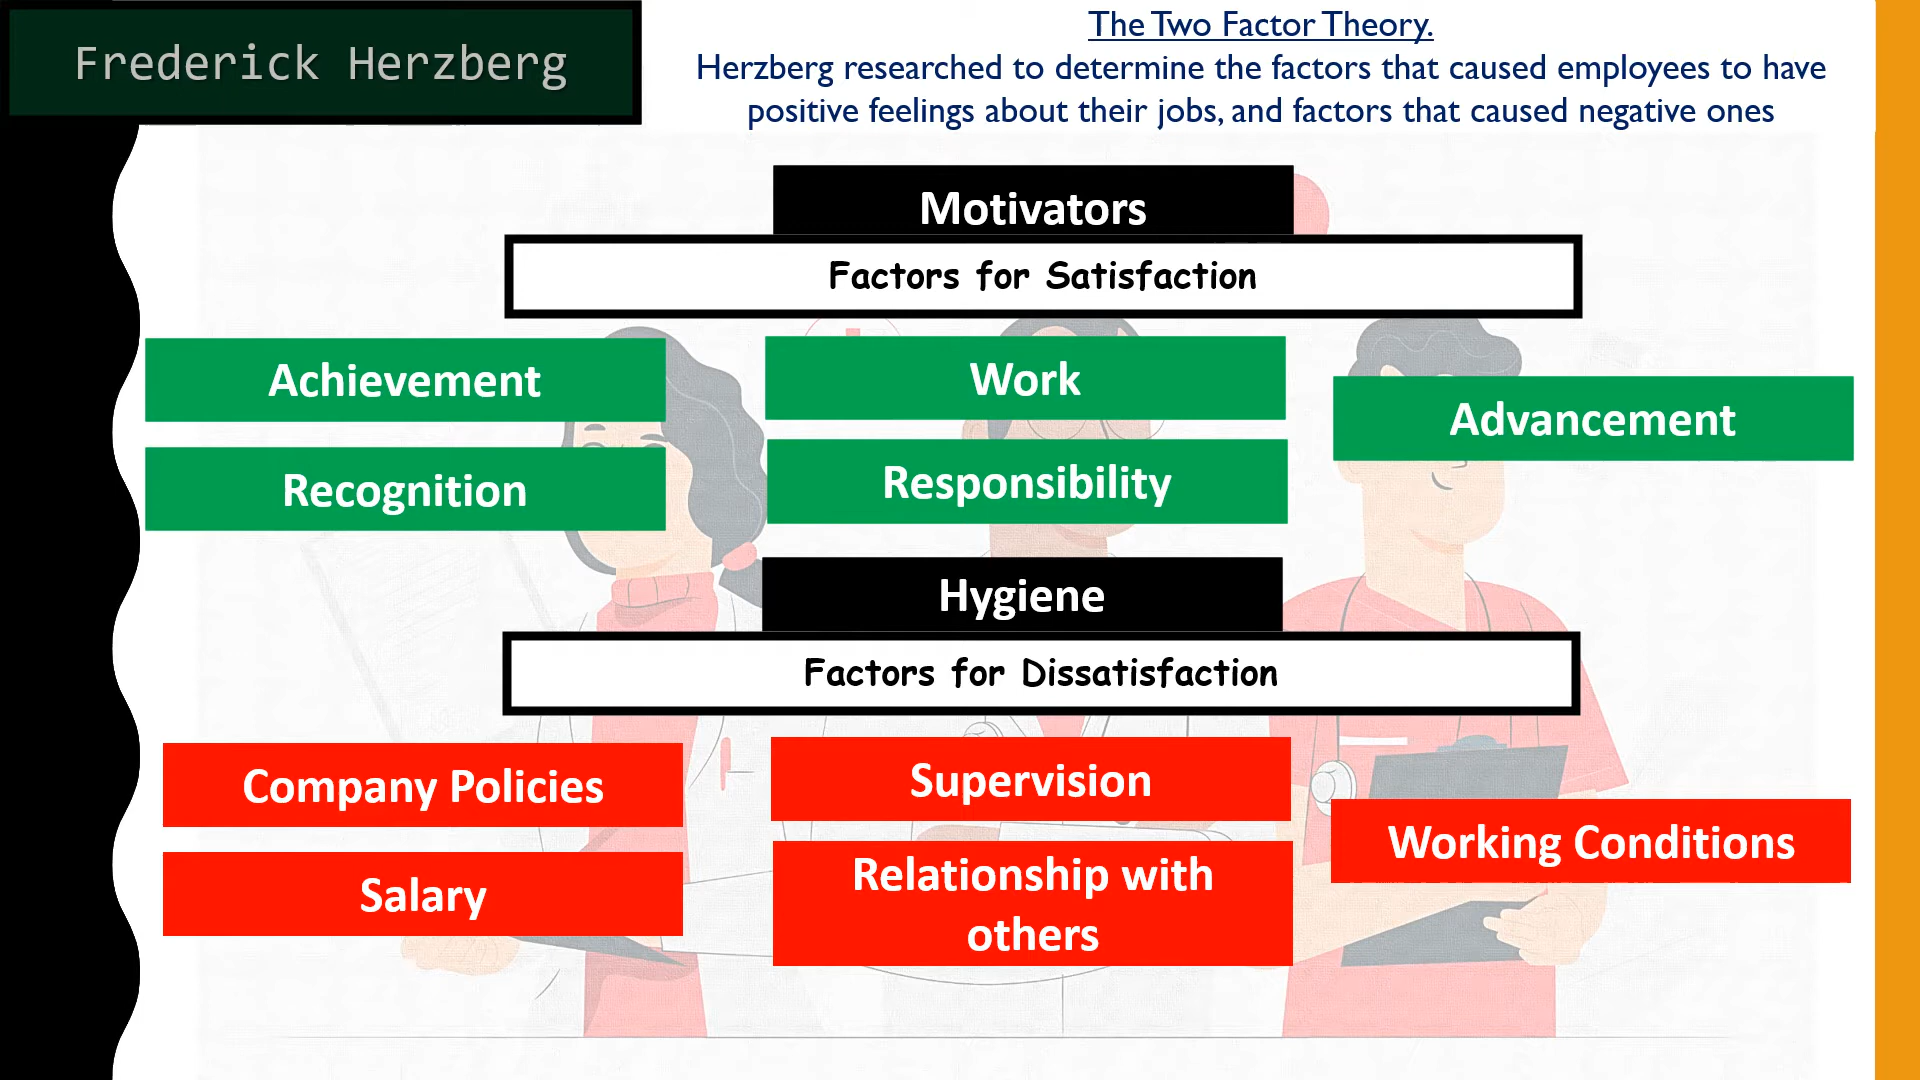 Frederick Herzberg
The Two Factor Theory.
Herzberg researched to determine the factors that caused employees to have
positive feelings about their jobs, and factors that caused negative ones
Motivators
Factors for Satisfaction
Achievement
Work
Advancement
Recognition
Responsibility
Hygiene
Factors for Dissatisfaction
Company Policies
Supervision
Working Conditions
Salary
Relationship with
others